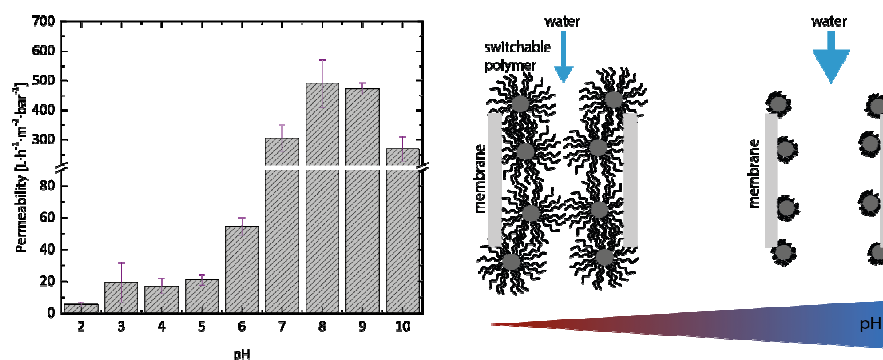 700
600
500
400
300
80
60
40
20
0
Permeability [L·h⁻¹·m⁻²·bar⁻¹]
2 3 4 5 6 7 8 9 10
pH
water
switchable
polymer
membrane
water
membrane
pH